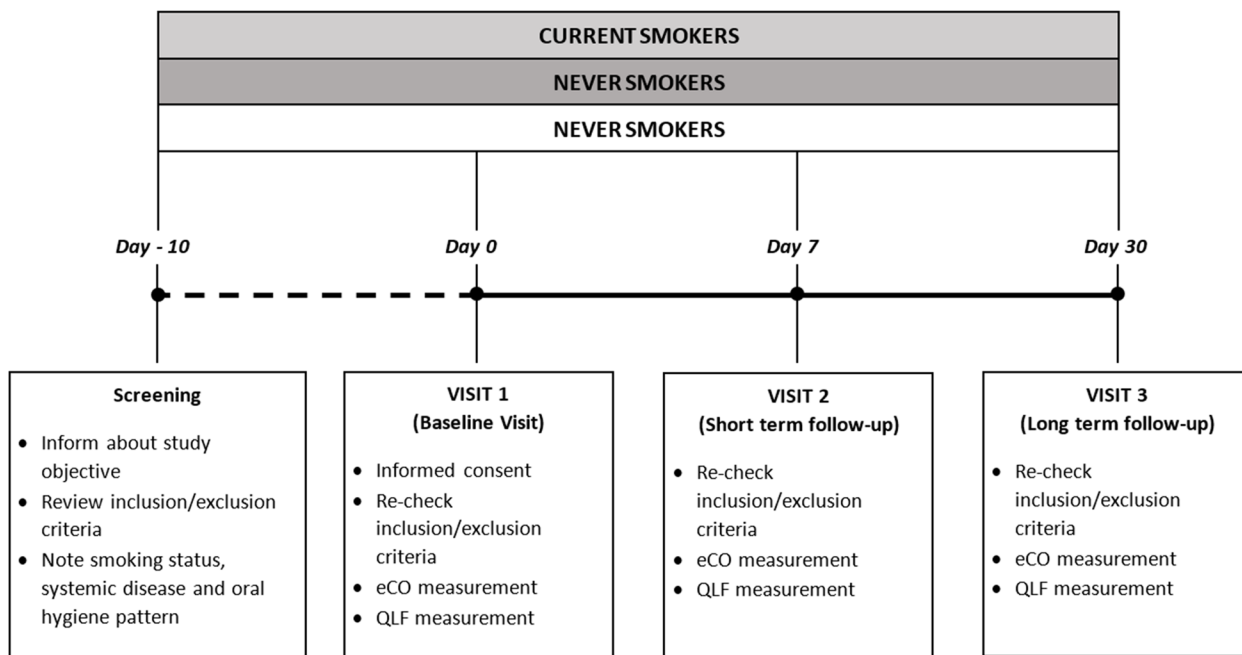 CURRENT SMOKERS
NEVER SMOKERS
NEVER SMOKERS
Day - 10
Day 0
Day 7
Day 30
Screening
• Inform about study
objective
• Review inclusion/exclusion
criteria
• Note smoking status,
systemic disease and oral
hygiene pattern
VISIT 1
(Baseline Visit)
• Informed consent
• Re-check
inclusion/exclusion
criteria
• eCO measurement
• QLF measurement
VISIT 2
(Short term follow-up)
• Re-check
inclusion/exclusion
criteria
• eCO measurement
• QLF measurement
VISIT 3
(Long term follow-up)
• Re-check
inclusion/exclusion
criteria
• eCO measurement
• QLF measurement